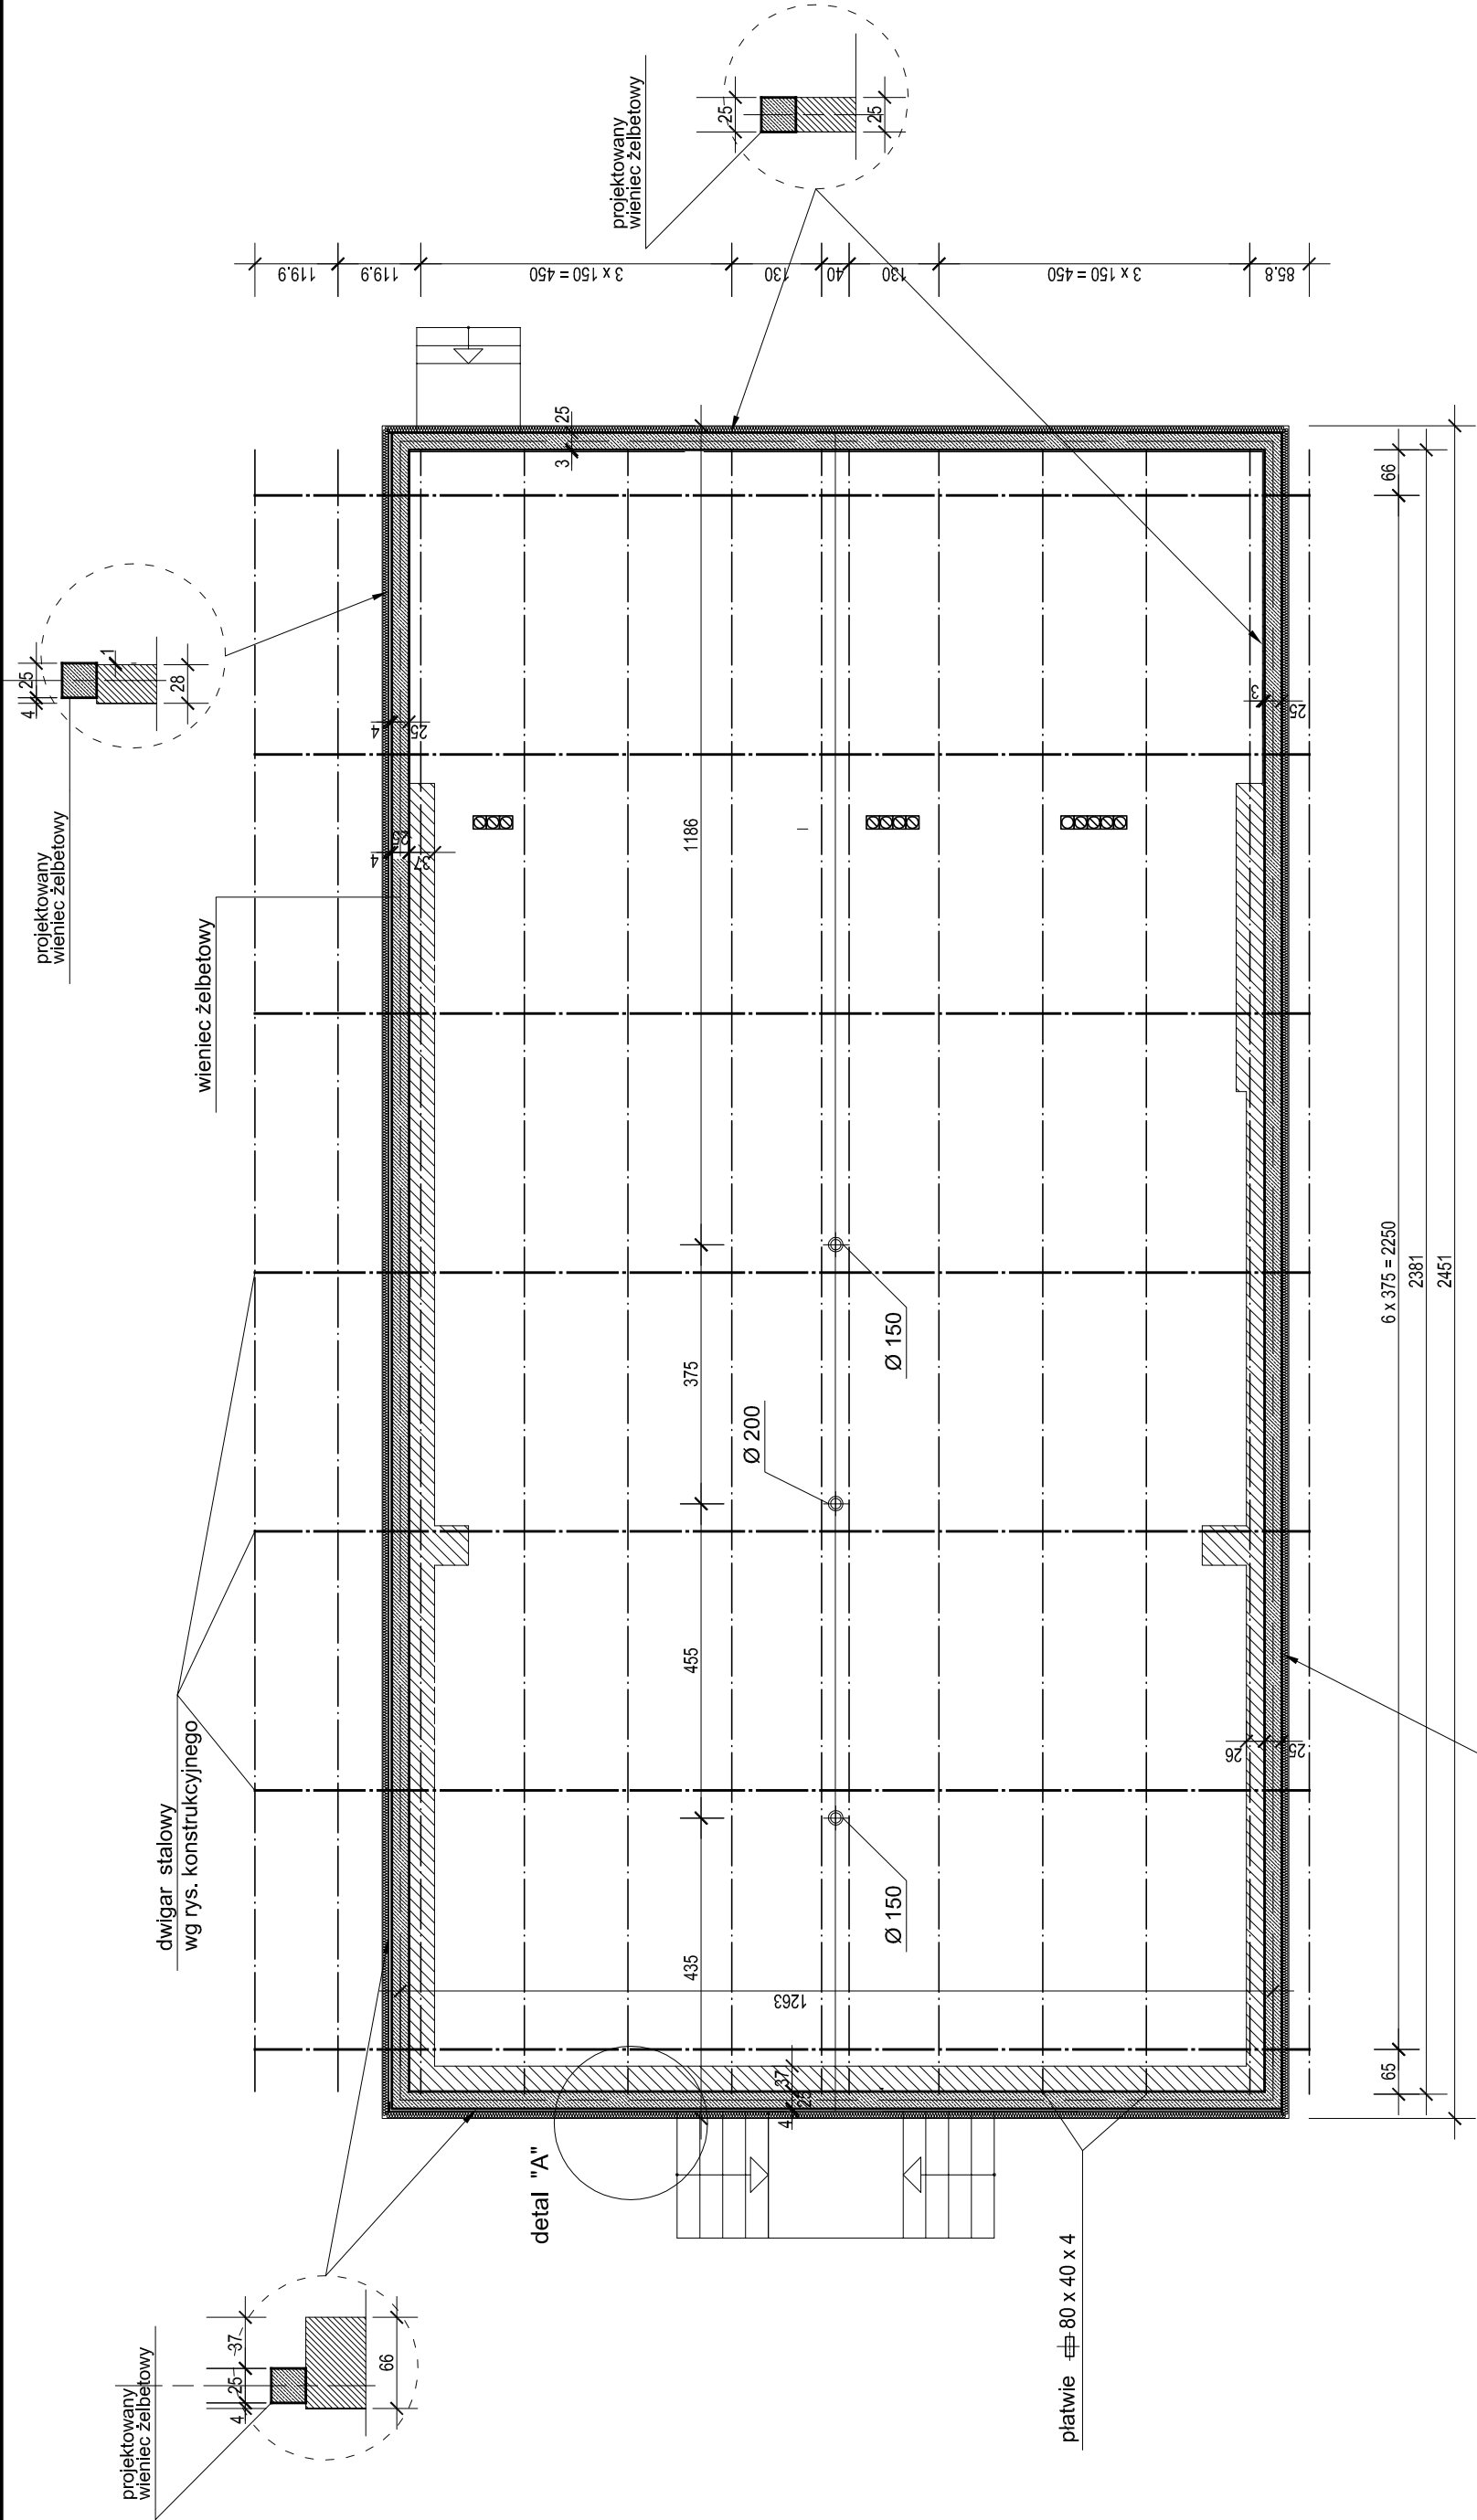 projektowany
wieniec żelbetowy
25
25
119.9
119.9
3 x 150 = 450
130
40
130
3 x 150 = 450
85.8
25
3
66
4
25
1
28
projektowany
wieniec żelbetowy
4
25
3
25
4
25
37
1186
wieniec żelbetowy
6 x 375 = 2250
2381
2451
375
Ø 150
Ø 200
455
26
25
dwigar stalowy
wg rys. konstrukcyjnego
Ø 150
435
1263
65
37
25
4
detal "A"
płatwie 80 x 40 x 4
37
25
4
66
projektowany
wieniec żelbetowy